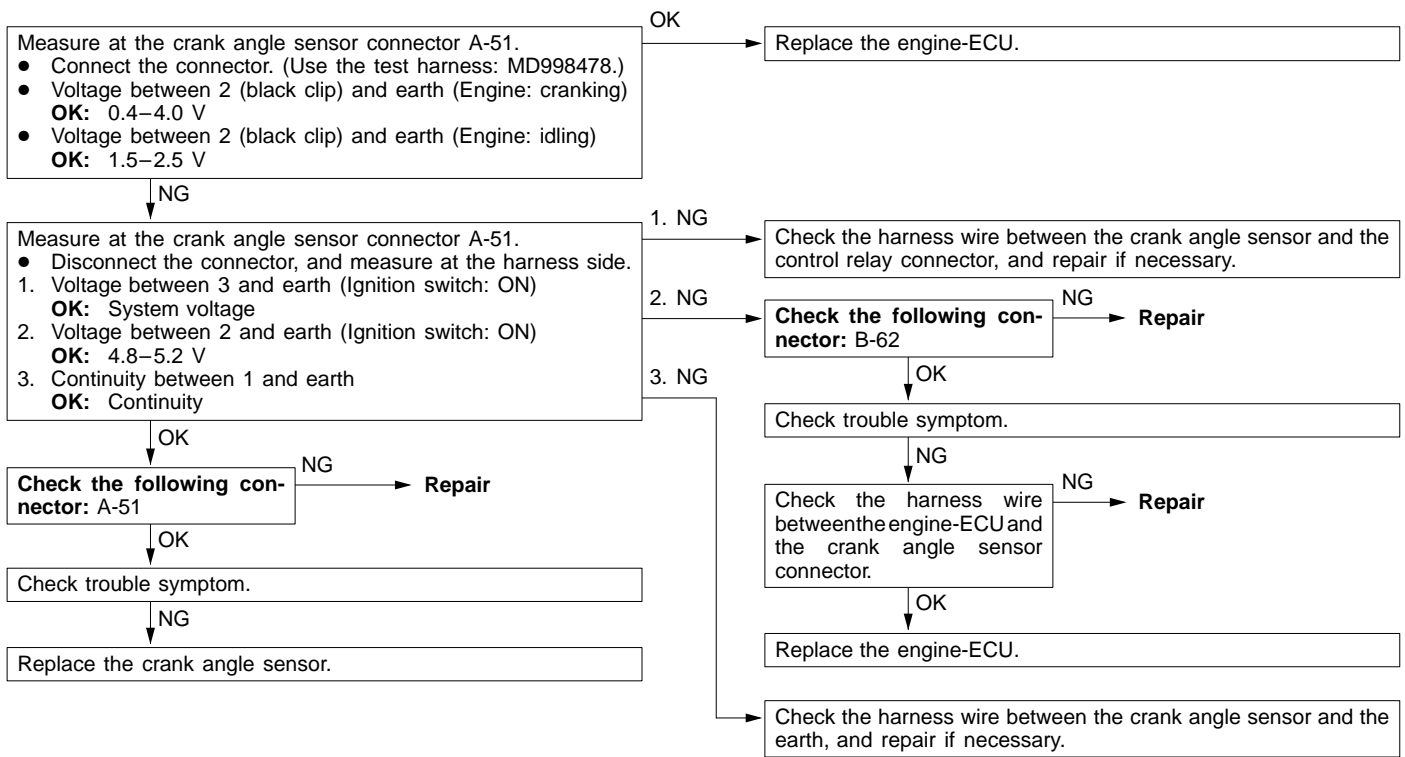 OK
Measure at the crank angle sensor connector A-51.
● Connect the connector. (Use the test harness: MD998478.)
● Voltage between 2 (black clip) and earth (Engine: cranking)
OK: 0.4–4.0 V
● Voltage between 2 (black clip) and earth (Engine: idling)
OK: 1.5–2.5 V
Replace the engine-ECU.
NG
Measure at the crank angle sensor connector A-51.
● Disconnect the connector, and measure at the harness side.
1. Voltage between 3 and earth (Ignition switch: ON)
OK: System voltage
2. Voltage between 2 and earth (Ignition switch: ON)
OK: 4.8–5.2 V
3. Continuity between 1 and earth
OK: Continuity
1. NG
Check the harness wire between the crank angle sensor and the
control relay connector, and repair if necessary.
2. NG
Check the following con-
nector: B-62
NG
Repair
OK
Check trouble symptom.
NG
Check the harness wire
betweentheengine-ECUand
the crank angle sensor
connector.
NG
Repair
OK
Replace the engine-ECU.
3. NG
Check the harness wire between the crank angle sensor and the
earth, and repair if necessary.
OK
Check the following con-
nector: A-51
NG
Repair
OK
Check trouble symptom.
NG
Replace the crank angle sensor.